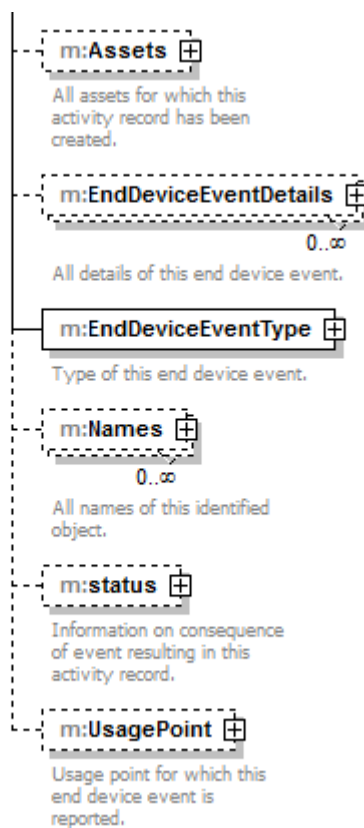 m:Assets
All assets for which this
activity record has been
created.
m:EndDeviceEventDetails
0..∞
All details of this end device event.
m:EndDeviceEventType
Type of this end device event.
m:Names
0..∞
All names of this identified
object.
m:status
Information on consequence
of event resulting in this
activity record.
m:UsagePoint
Usage point for which this
end device event is
reported.